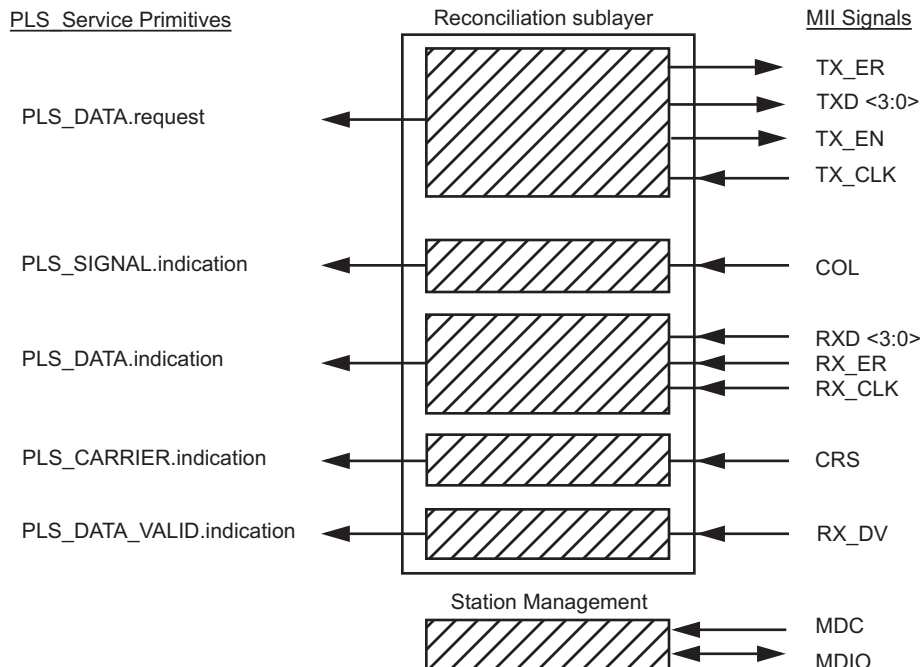 PLS_Service Primitives
Reconciliation sublayer
MII Signals
TX_ER
TXD <3:0>
PLS_DATA.request
TX_EN
TX_CLK
PLS_SIGNAL.indication
COL
RXD <3:0>
PLS_DATA.indication
RX_ER
RX_CLK
PLS_CARRIER.indication
CRS
PLS_DATA_VALID.indication
RX_DV
Station Management
MDC
MDIO